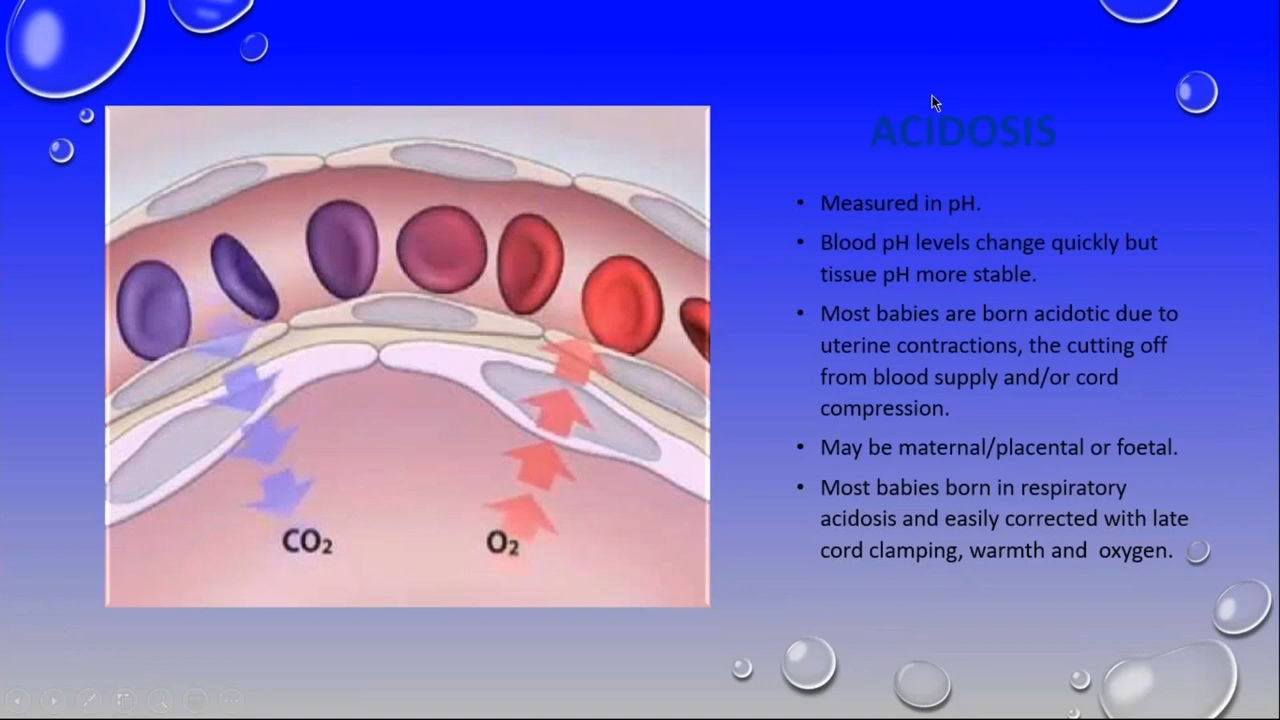 ACIDOSIS
• Measured in pH.
• Blood pH levels change quickly but
tissue pH more stable.
• Most babies are born acidotic due to
uterine contractions, the cutting off
from blood supply and/or cord
compression.
• May be maternal/placental or foetal.
• Most babies born in respiratory
acidosis and easily corrected with late
cord clamping, warmth and  oxygen.
CO₂
O₂